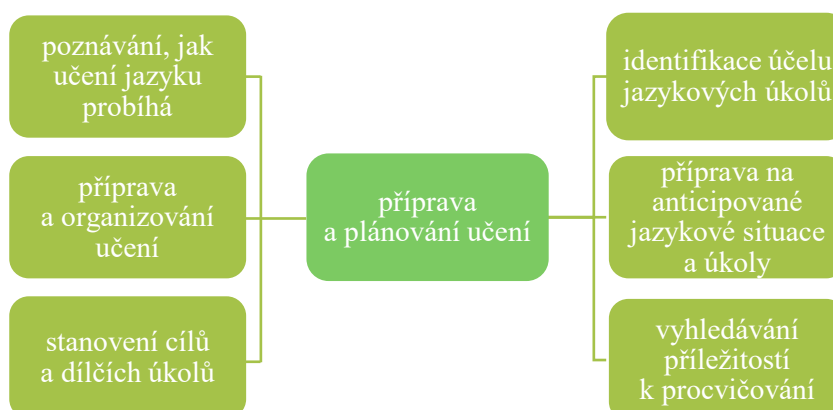 poznávání, jak
učení jazyku
probíhá
příprava
a organizování
učení
stanovení cílů
a dílčích úkolů
příprava
a plánování učení
identifikace účelu
jazykových úkolů
příprava na
anticipované
jazykové situace
a úkoly
vyhledávání
příležitostí
k procvičování